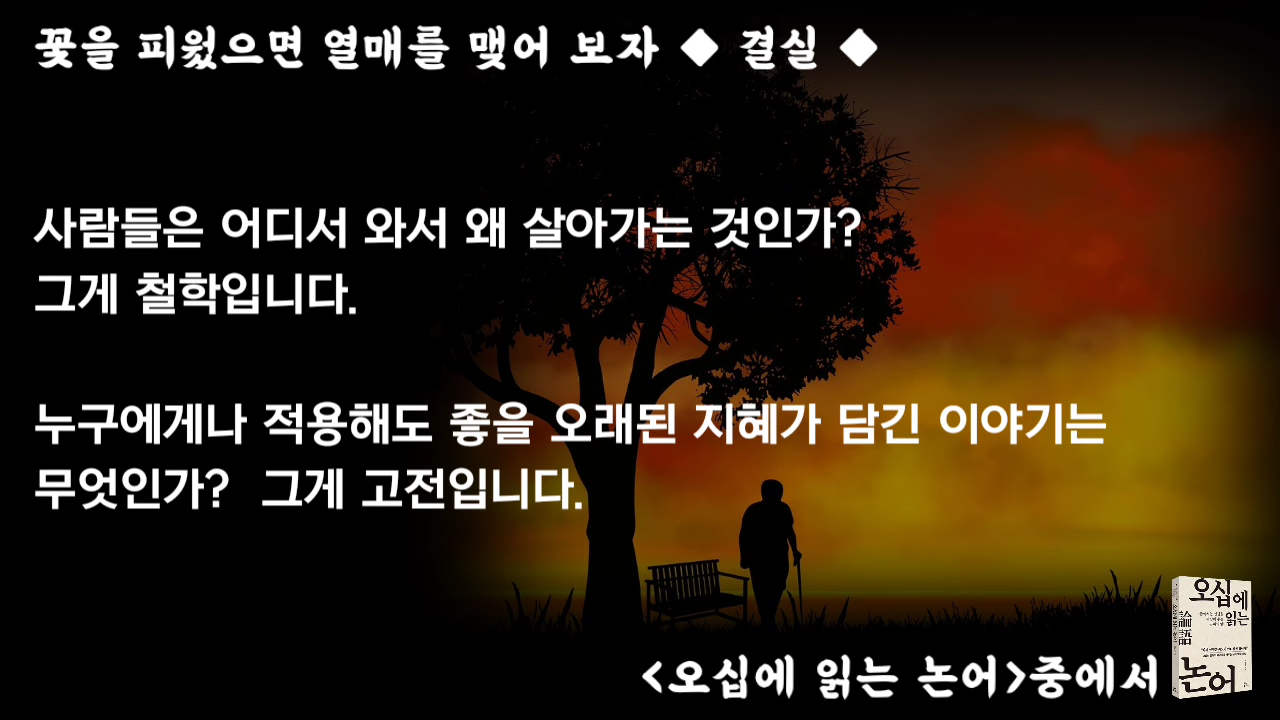 꽃을 피웠으면 열매를 맺어 보자 ◆ 결실 ◆
사람들은 어디서 와서 왜 살아가는 것인가?
그게 철학입니다.
누구에게나 적용해도 좋을 오래된 지혜가 담긴 이야기는
무엇인가? 그게 고전입니다.
<오십에 읽는 논어>중에서
오십에
읽는
논어